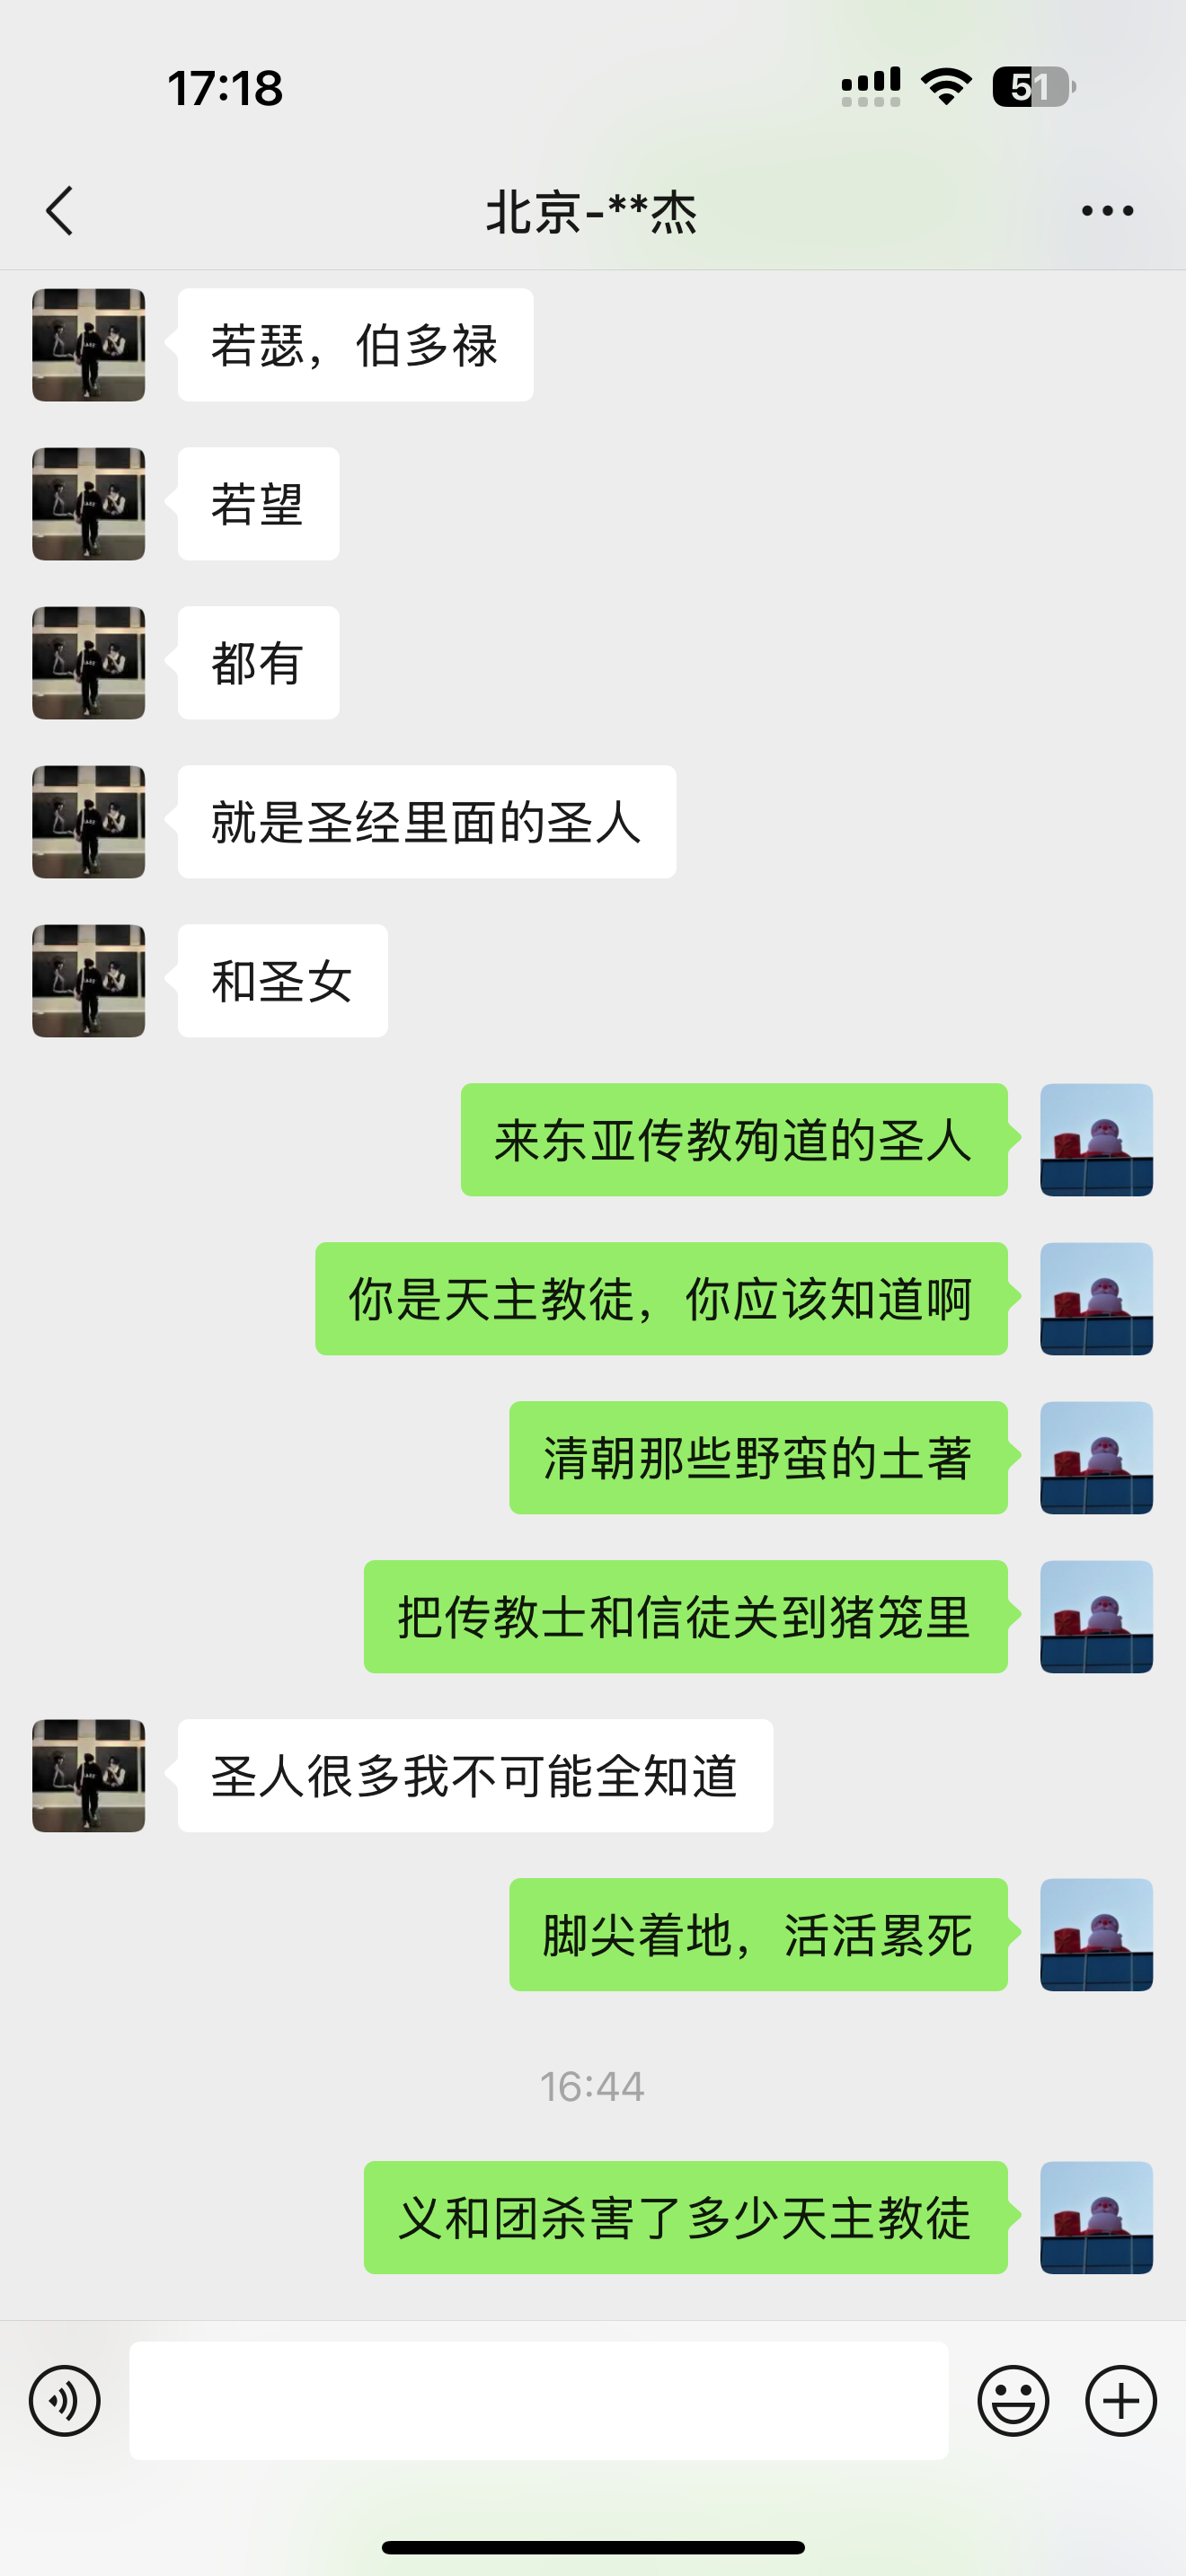 17:18
51
北京-**杰
若瑟，伯多禄
若望
都有
就是圣经里面的圣人
和圣女
来东亚传教殉道的圣人
你是天主教徒，你应该知道啊
清朝那些野蛮的土著
把传教士和信徒关到猪笼里
圣人很多我不可能全知道
脚尖着地，活活累死
16:44
义和团杀害了多少天主教徒